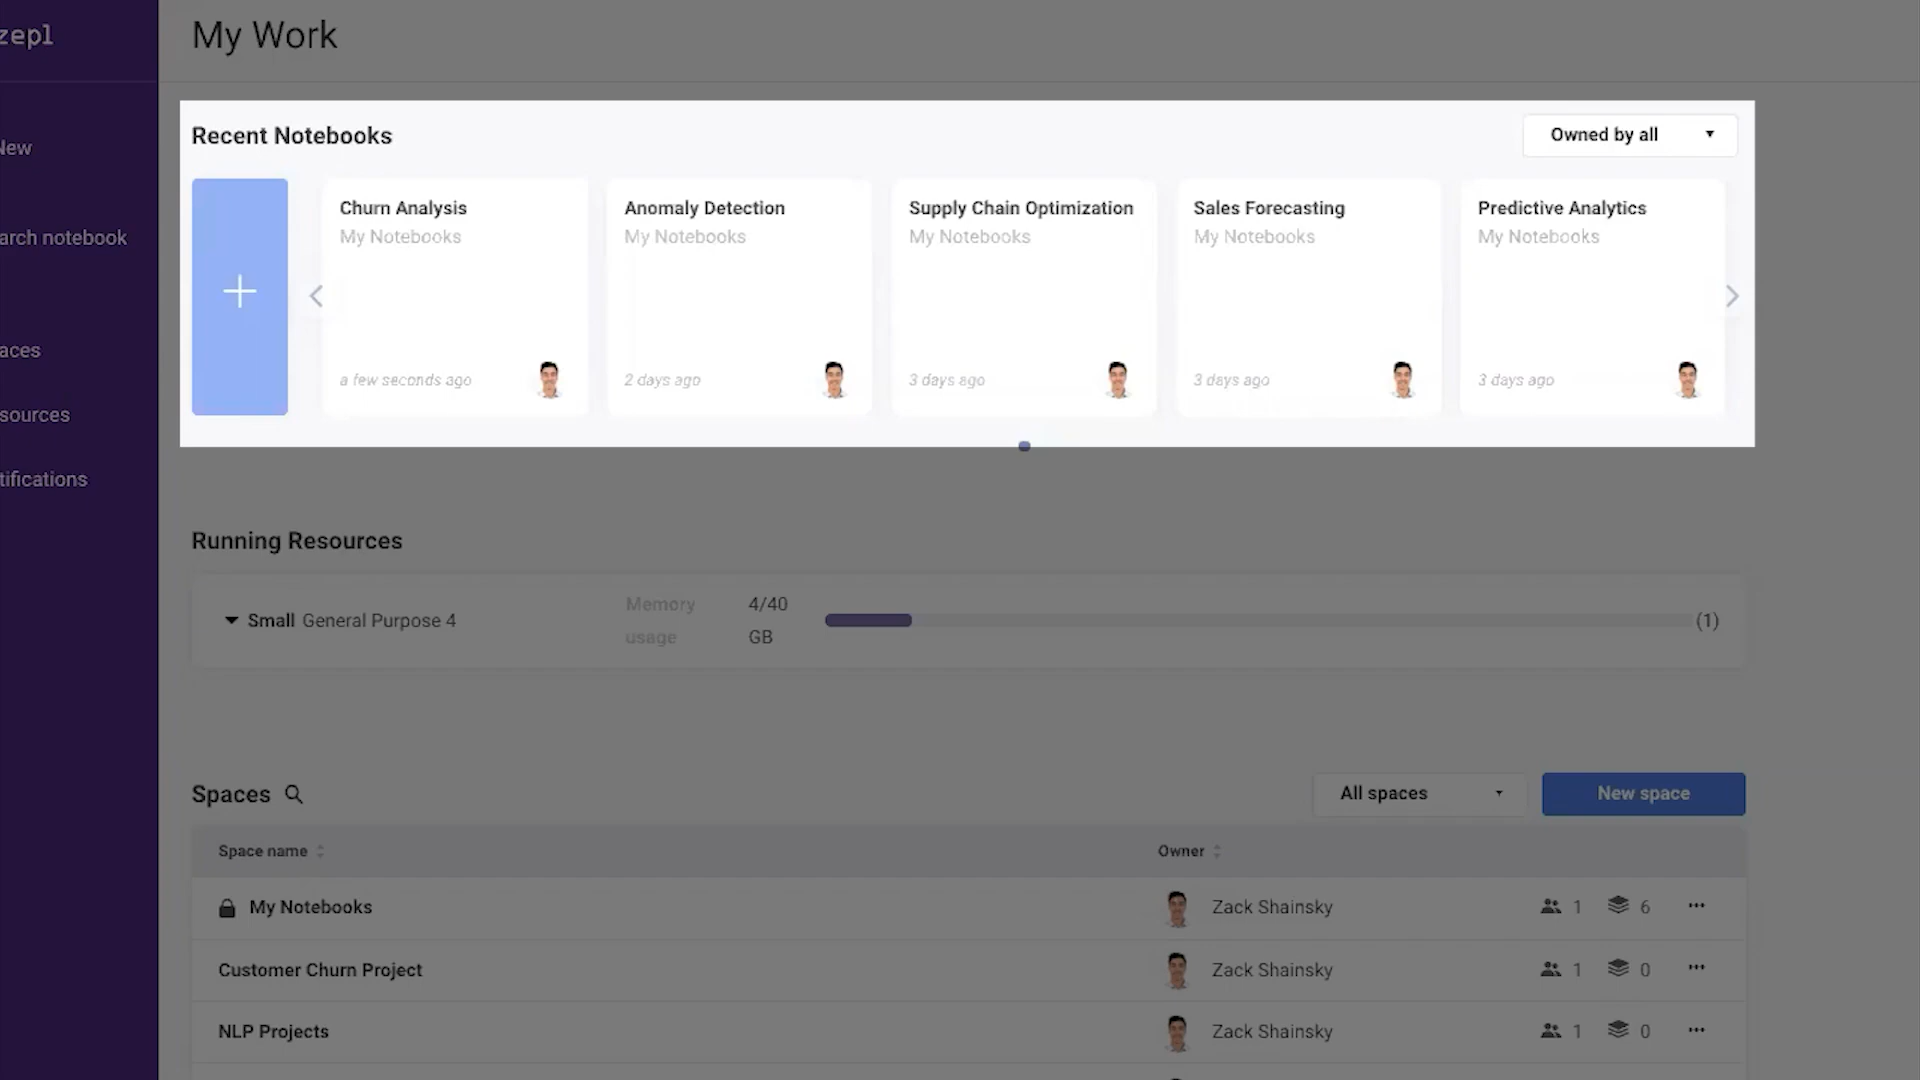 zepl
My Work
New
arch notebook
aces
sources
tifications
Recent Notebooks
Owned by all
Churn Analysis
My Notebooks
a few seconds ago
Anomaly Detection
My Notebooks
2 days ago
Supply Chain Optimization
My Notebooks
3 days ago
Sales Forecasting
My Notebooks
3 days ago
Predictive Analytics
My Notebooks
3 days ago
Running Resources
Small General Purpose 4
Memory usage
4/40 GB
(1)
Spaces
All spaces
New space
Space name
Owner
My Notebooks
Zack Shainsky
1
6
Customer Churn Project
Zack Shainsky
1
0
NLP Projects
Zack Shainsky
1
0